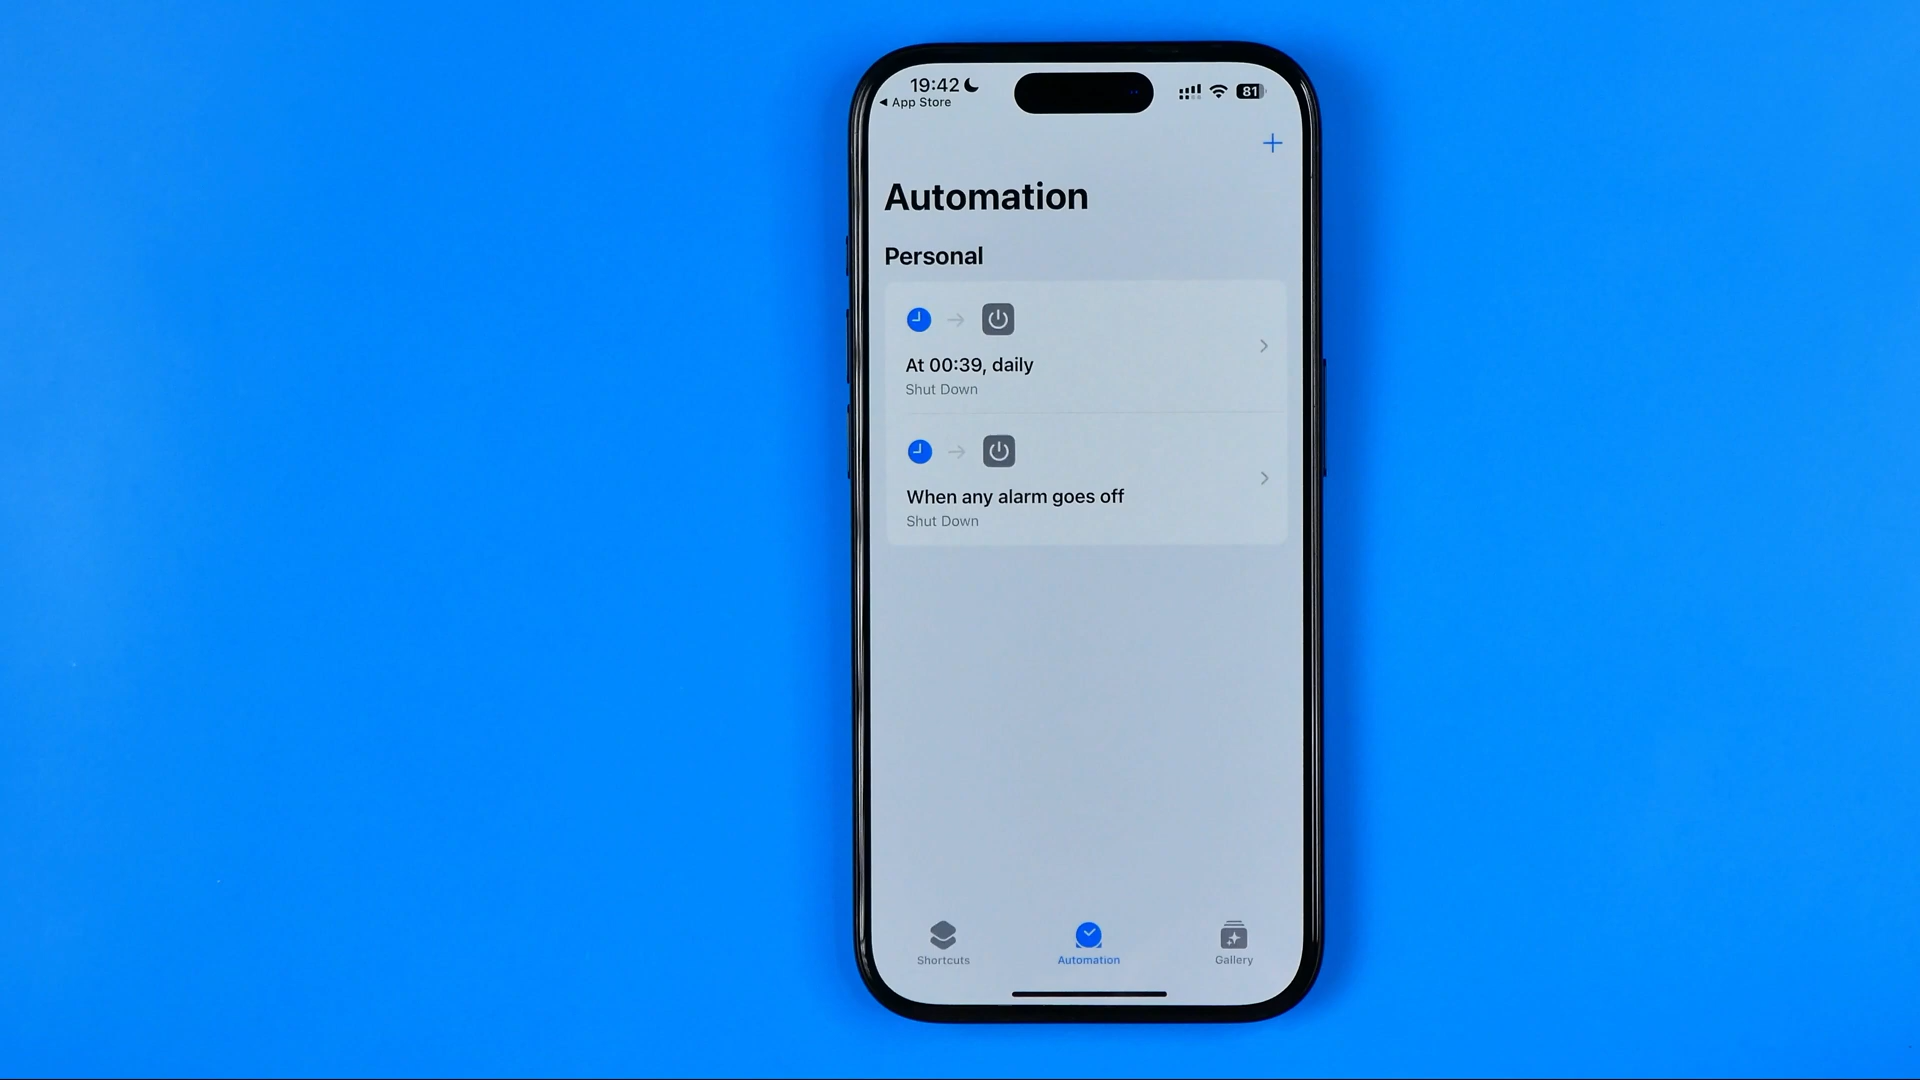 19:42
App Store
81
Automation
Personal
At 00:39, daily
Shut Down
When any alarm goes off
Shut Down
Shortcuts
Automation
Gallery